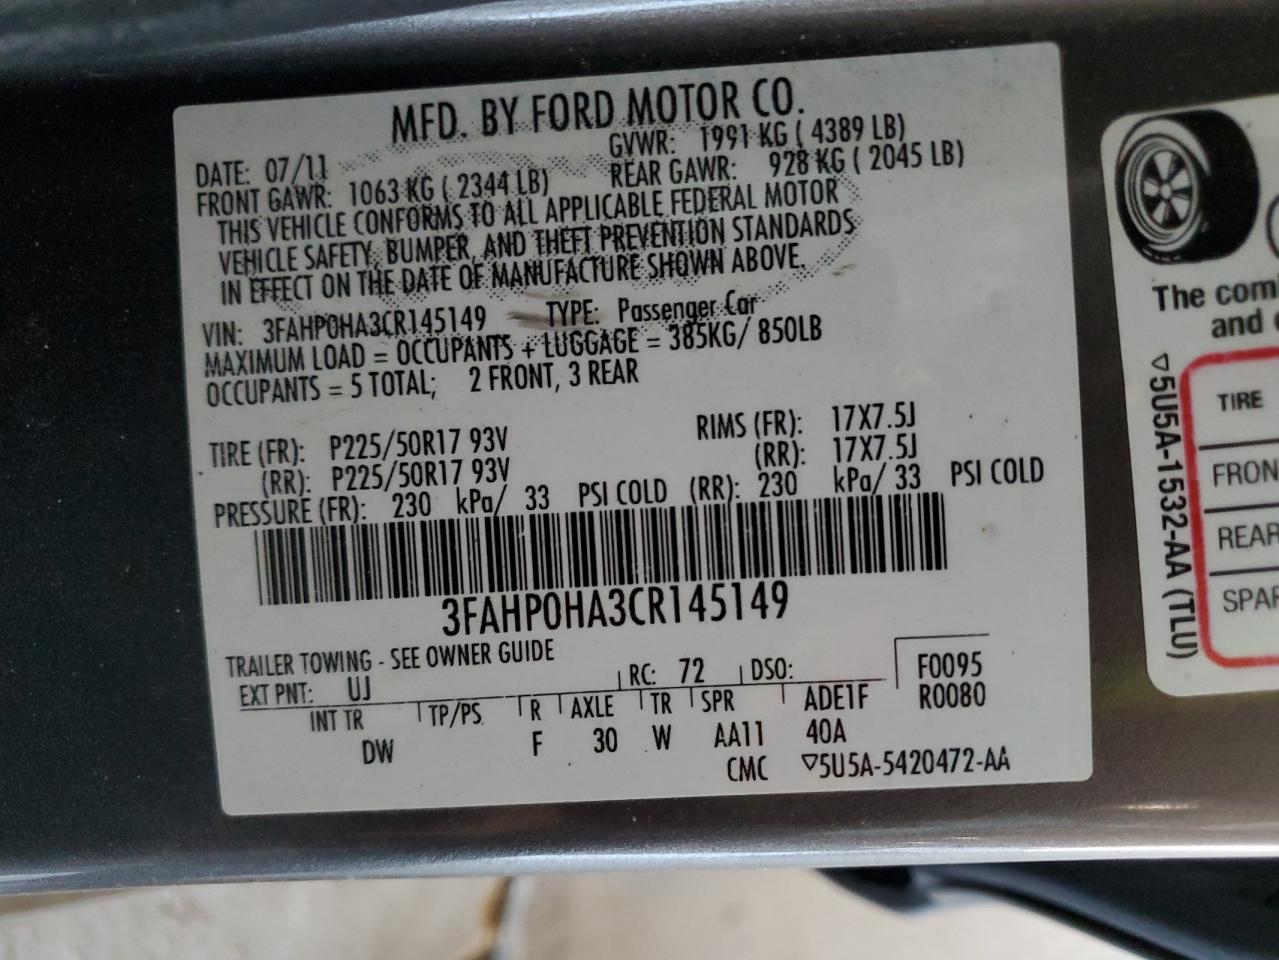 MFD. BY FORD MOTOR CO.
DATE: 07/11 GVWR: 1991 KG ( 4389 LB)
FRONT GAWR: 1063 KG ( 2344 LB) REAR GAWR: 928 KG ( 2045 LB)
THIS VEHICLE CONFORMS TO ALL APPLICABLE FEDERAL MOTOR
VEHICLE SAFETY, BUMPER, AND THEFT PREVENTION STANDARDS
IN EFFECT ON THE DATE OF MANUFACTURE SHOWN ABOVE.
VIN: 3FAHP0HA3CR145149 TYPE: Passenger Car
MAXIMUM LOAD = OCCUPANTS + LUGGAGE = 385KG/ 850LB
OCCUPANTS = 5 TOTAL; 2 FRONT, 3 REAR
TIRE (FR): P225/50R17 93V RIMS (FR): 17X7.5J
(RR): P225/50R17 93V (RR): 17X7.5J
PRESSURE (FR): 230 kPa/ 33 PSI COLD (RR): 230 kPa/ 33 PSI COLD
3FAHP0HA3CR145149
TRAILER TOWING - SEE OWNER GUIDE
EXT PNT: UJ RC: 72 DSO: F0095
INT TR TP/PS R AXLE TR SPR ADE1F R0080
DW F 30 W AA11 40A
CMC ▽5U5A-5420472-AA
The com
and
▽5U5A-1532-AA (TLU)
TIRE
FRON
REAR
SPAR